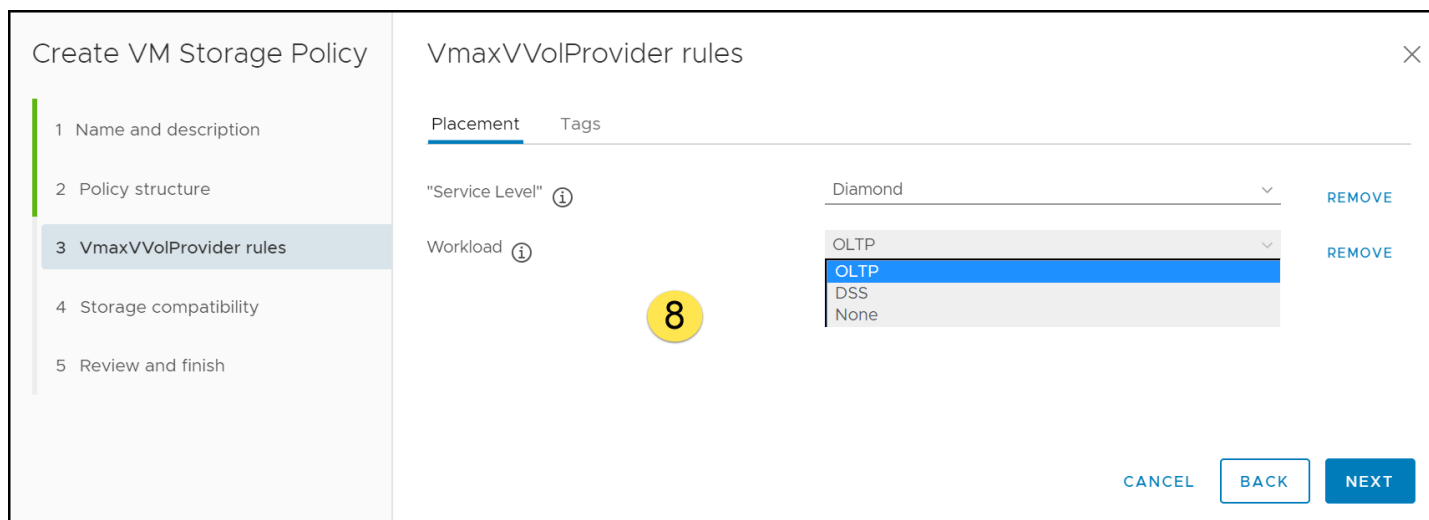 Create VM Storage Policy
1 Name and description
2 Policy structure
3 VmaxVVolProvider rules
4 Storage compatibility
5 Review and finish
VmaxVVolProvider rules
Placement Tags
"Service Level" Diamond REMOVE
Workload OLTP REMOVE
OLTP
DSS
None
8
CANCEL BACK NEXT